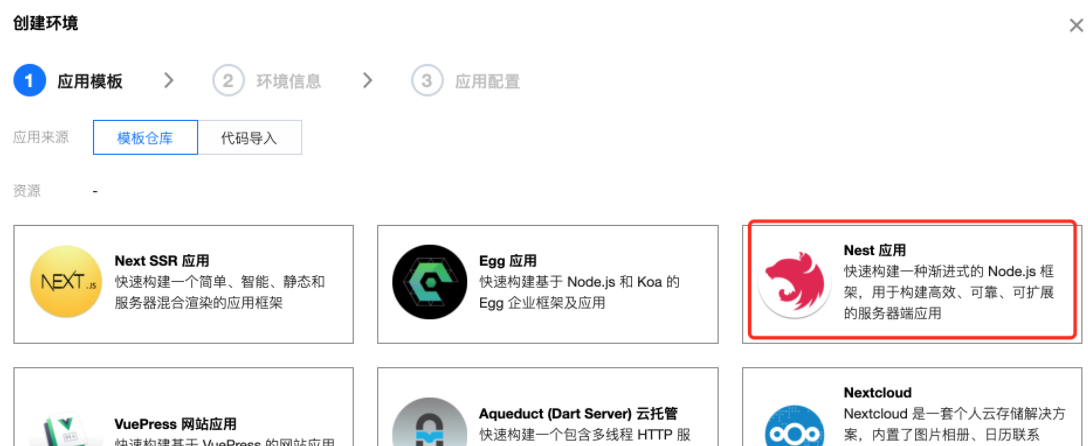 创建环境
1 应用模板 2 环境信息 3 应用配置
应用来源 模板仓库 代码导入
资源 -
NEXT.JS
Next SSR 应用
快速构建一个简单、智能、静态和
服务器混合渲染的应用框架
Egg 应用
快速构建基于 Node.js 和 Koa 的
Egg 企业框架及应用
Nest 应用
快速构建一种渐进式的 Node.js 框
架，用于构建高效、可靠、可扩展
的服务器端应用
VuePress 网站应用
快速构建基于 VuePress 的网站应用
Aqueduct (Dart Server) 云托管
快速构建一个包含多线程 HTTP 服
Nextcloud
Nextcloud 是一套个人云存储解决方
案，内置了图片相册、日历联系